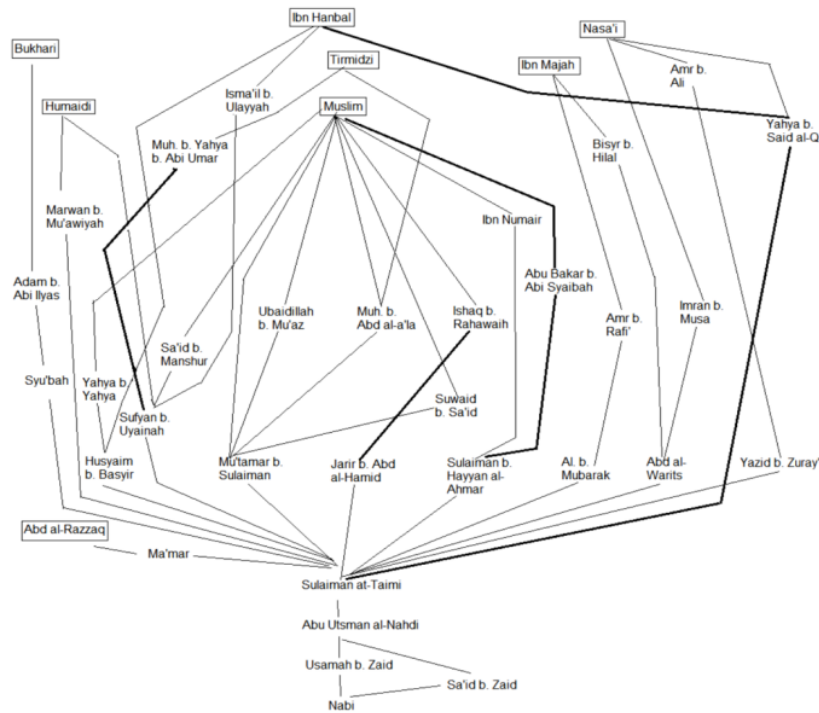 Ibn Hanbal
Nasa'i
Bukhari
Tirmidzi
Ibn Majah
Amr b.
Ali
Isma'il b.
Ulayyah
Humaidi
Muslim
Yahya b.
Said al-Q
Muh. b. Yahya
b. Abi Umar
Bisyr b.
Hilal
Marwan b.
Mu'awiyah
Ibn Numair
Adam b.
Abi Ilyas
Abu Bakar b.
Abi Syaibah
Ubaidillah
b. Mu'az
Muh. b.
Abd al-a'la
Ishaq b.
Rahawaih
Amr b.
Rafi'
Imran b.
Musa
Sa'id b.
Manshur
Syu'bah
Yahya b.
Yahya
Suwaid
b. Sa'id
Sufyan b.
Uyainah
Husyaim
b. Basyir
Mu'tamar b.
Sulaiman
Jarir b. Abd
al-Hamid
Sulaiman b.
Hayyan al-
Ahmar
Al. b.
Mubarak
Abd al-
Warits
Yazid b. Zuray'
Abd al-Razzaq
Ma'mar
Sulaiman at-Taimi
Abu Utsman al-Nahdi
Usamah b. Zaid
Sa'id b. Zaid
Nabi